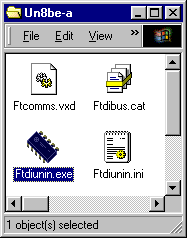 Un8be-a
File Edit View »
Ftcomms.vxd Ftdibus.cat
Ftdiunin.exe Ftdiunin.ini
1 object(s) selected